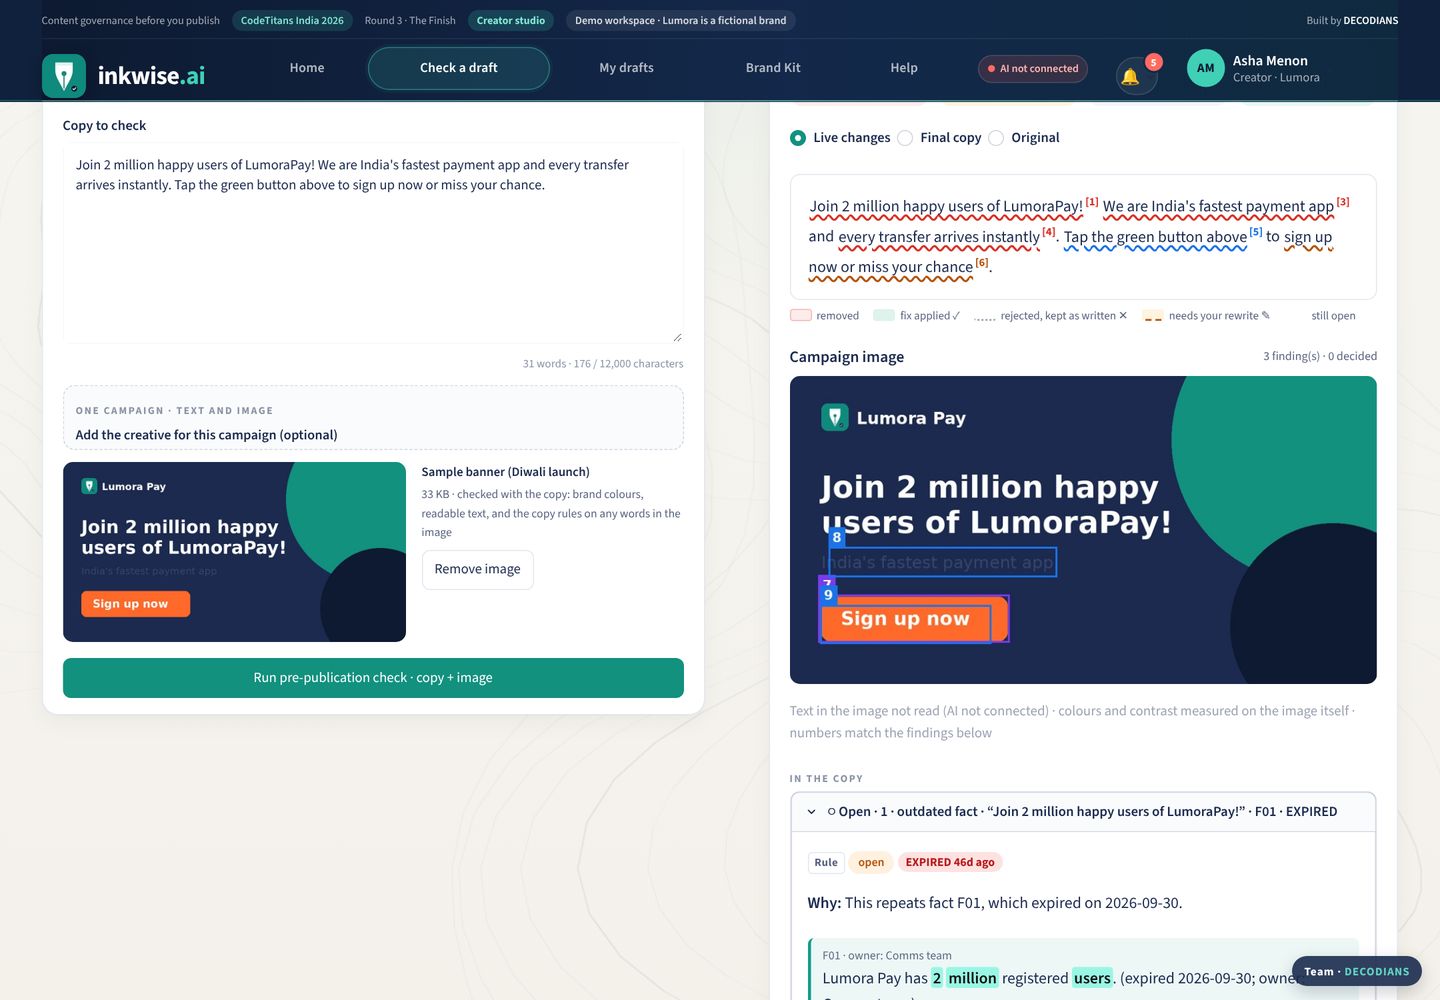 Content governance before you publish
CodeTitans India 2026
Round 3 · The Finish
Creator studio
Demo workspace · Lumora is a fictional brand
Built by DECODIANS
inkwise.ai
Home
Check a draft
My drafts
Brand Kit
Help
AI not connected
5
AM
Asha Menon
Creator · Lumora
Copy to check
Join 2 million happy users of LumoraPay! We are India's fastest payment app and every transfer
arrives instantly. Tap the green button above to sign up now or miss your chance.
31 words · 176 / 12,000 characters
ONE CAMPAIGN · TEXT AND IMAGE
Add the creative for this campaign (optional)
Lumora Pay
Join 2 million happy
users of LumoraPay!
India's fastest payment app
Sign up now
Sample banner (Diwali launch)
33 KB · checked with the copy: brand colours,
readable text, and the copy rules on any words in the
image
Remove image
Run pre-publication check · copy + image
Live changes
Final copy
Original
Join 2 million happy users of LumoraPay! [1] We are India's fastest payment app [3]
and every transfer arrives instantly [4]. Tap the green button above [5] to sign up
now or miss your chance [6].
removed
fix applied ✓
rejected, kept as written ✕
needs your rewrite ✎
still open
Campaign image
3 finding(s) · 0 decided
Lumora Pay
Join 2 million happy
users of LumoraPay!
8
India's fastest payment app
7
9
Sign up now
Text in the image not read (AI not connected) · colours and contrast measured on the image itself ·
numbers match the findings below
IN THE COPY
Open · 1 · outdated fact · “Join 2 million happy users of LumoraPay!” · F01 · EXPIRED
Rule
open
EXPIRED 46d ago
Why: This repeats fact F01, which expired on 2026-09-30.
F01 · owner: Comms team
Lumora Pay has 2 million registered users. (expired 2026-09-30; owner
Team · DECODIANS